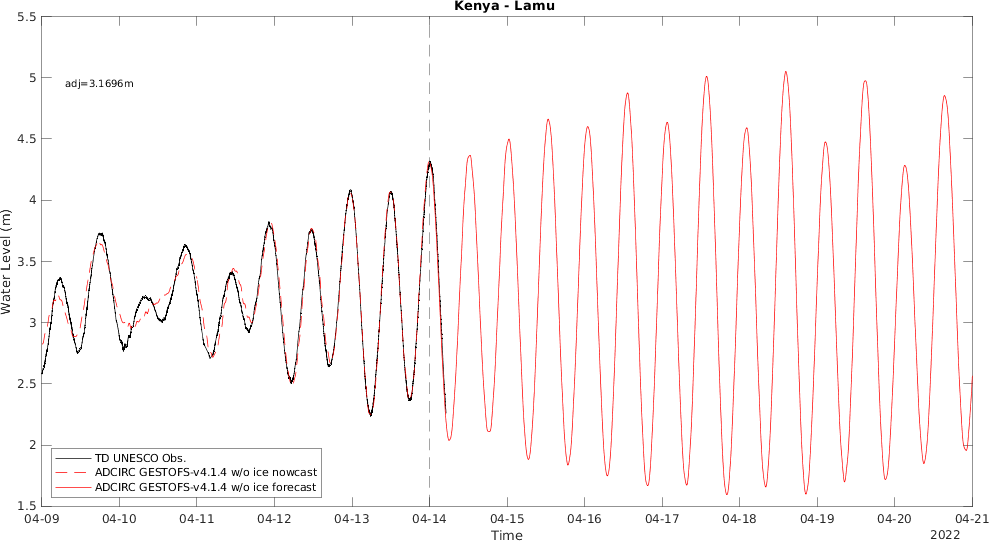 Kenya - Lamu
5.5
5
4.5
4
3.5
3
2.5
2
1.5
Water Level (m)
adj=3.1696m
TD UNESCO Obs.
ADCIRC GESTOFS-v4.1.4 w/o ice nowcast
ADCIRC GESTOFS-v4.1.4 w/o ice forecast
04-09 04-10 04-11 04-12 04-13 04-14 04-15 04-16 04-17 04-18 04-19 04-20 04-21
Time
2022